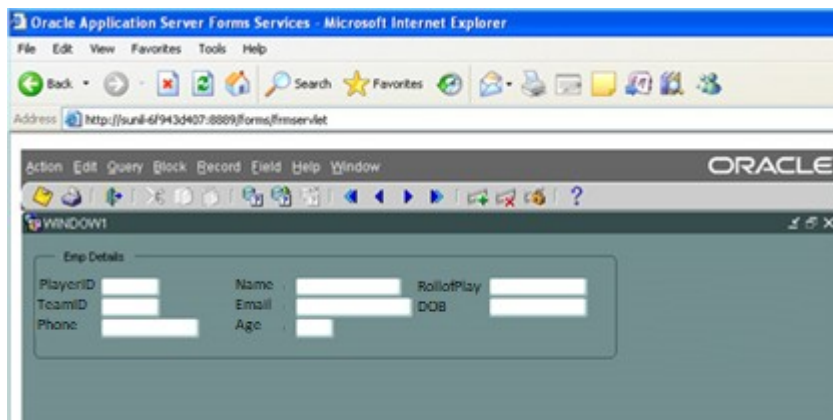 Oracle Application Server Forms Services - Microsoft Internet Explorer
File Edit View Favorites Tools Help
Back Search Favorites
Address http://sunil-6f943d407:8889/forms/frmservlet
Action Edit Query Block Record Field Help Window ORACLE
WINDOW1
Emp Details
PlayerID Name : RollofPlay
TeamID Email : DOB
Phone Age :